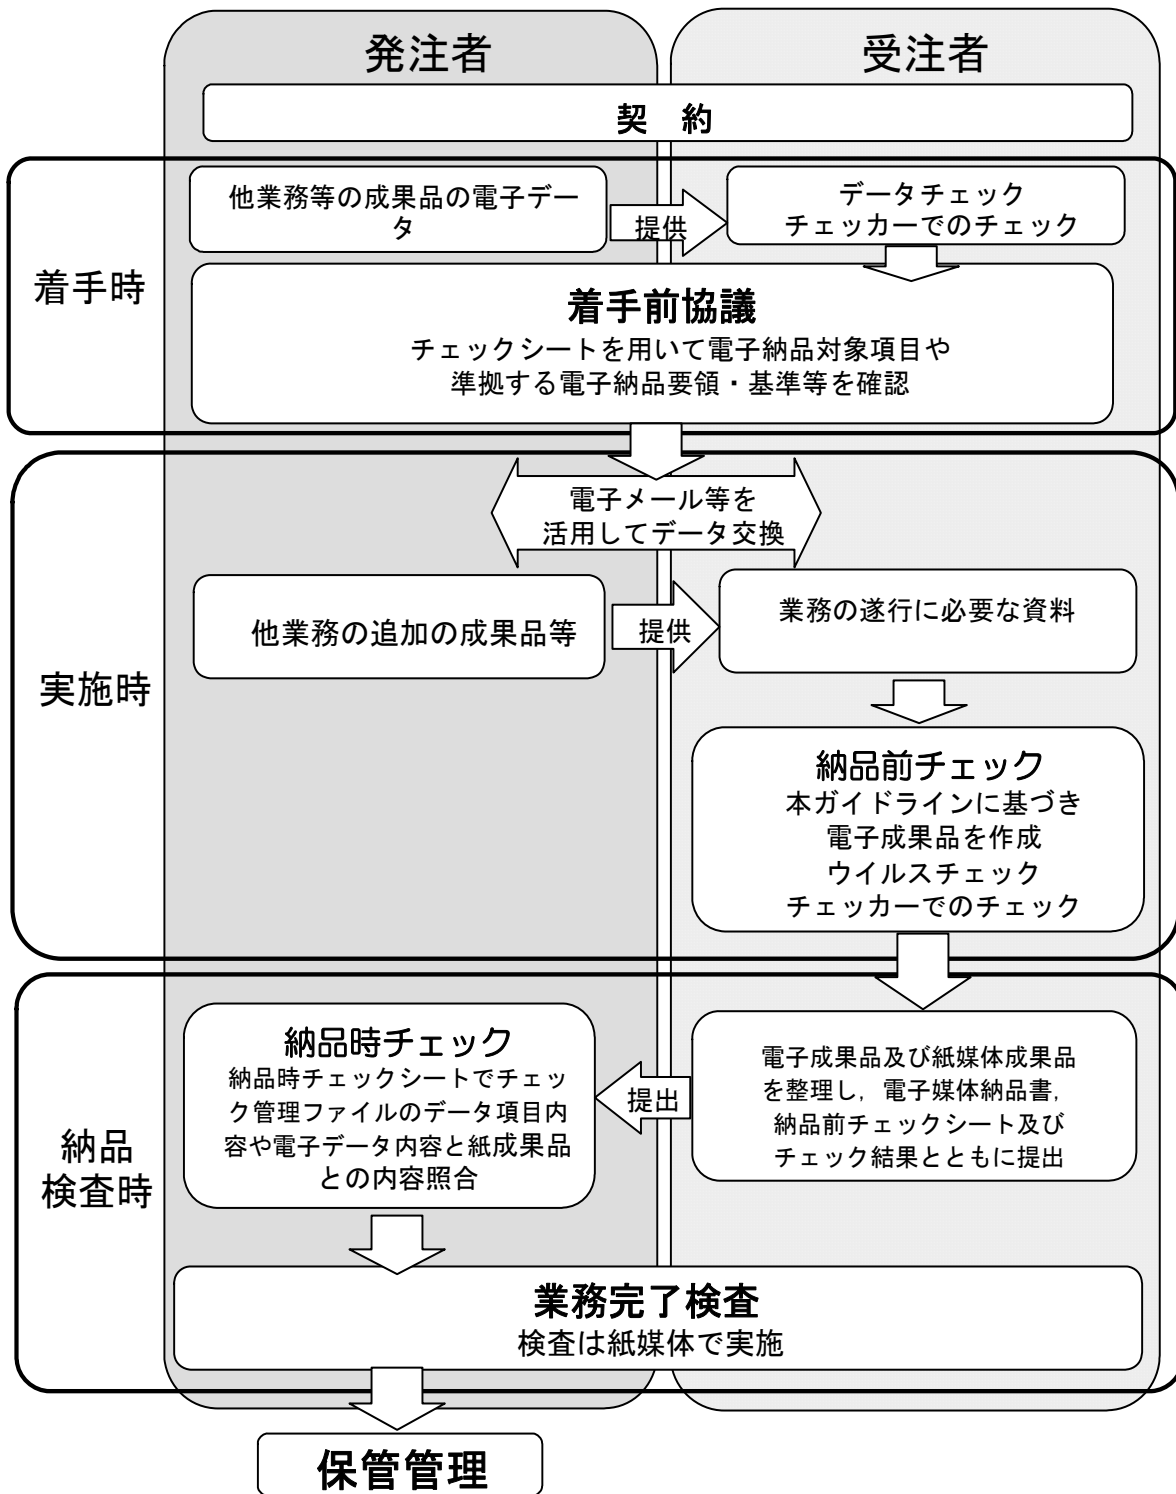 発注者
受注者
契 約
着手時
他業務等の成果品の電子デー
タ
提供
データチェック
チェッカーでのチェック
着手前協議
チェックシートを用いて電子納品対象項目や
準拠する電子納品要領・基準等を確認
実施時
電子メール等を
活用してデータ交換
他業務の追加の成果品等
提供
業務の遂行に必要な資料
納品前チェック
本ガイドラインに基づき
電子成果品を作成
ウイルスチェック
チェッカーでのチェック
納品
検査時
電子成果品及び紙媒体成果品
を整理し，電子媒体納品書，
納品前チェックシート及び
チェック結果とともに提出
提出
納品時チェック
納品時チェックシートでチェッ
ク管理ファイルのデータ項目内
容や電子データ内容と紙成果品
との内容照合
業務完了検査
検査は紙媒体で実施
保管管理